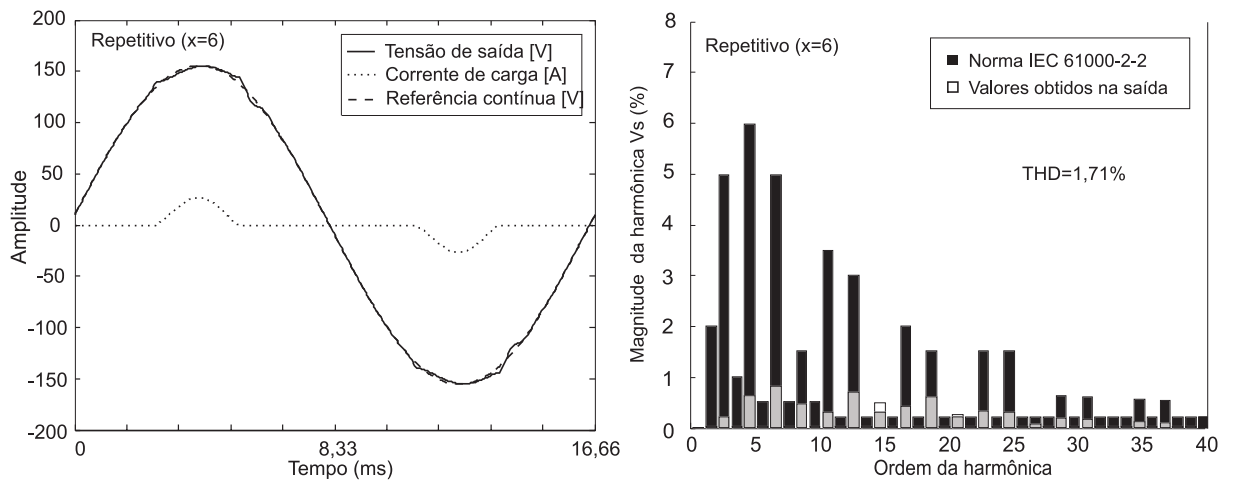 200
150
100
50
0
-50
-100
-150
-200
Amplitude
Repetitivo (x=6)
Tensão de saída [V]
Corrente de carga [A]
Referência contínua [V]
0
8,33
16,66
Tempo (ms)
8
7
6
5
4
3
2
1
0
Magnitude da harmônica Vs (%)
Repetitivo (x=6)
Norma IEC 61000-2-2
Valores obtidos na saída
THD=1,71%
0
5
10
15
20
25
30
35
40
Ordem da harmônica